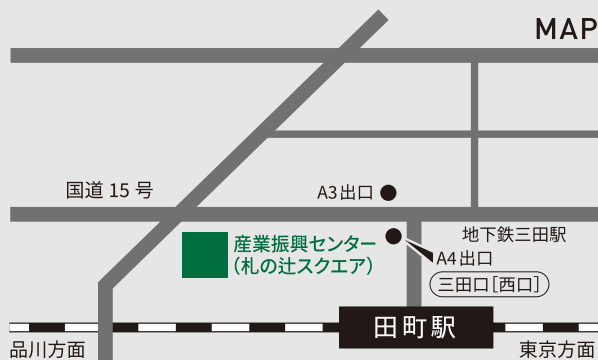 MAP
国道 15 号
A3出口
産業振興センター
(札の辻スクエア)
地下鉄三田駅
A4出口
三田口[西口]
田町駅
品川方面
東京方面